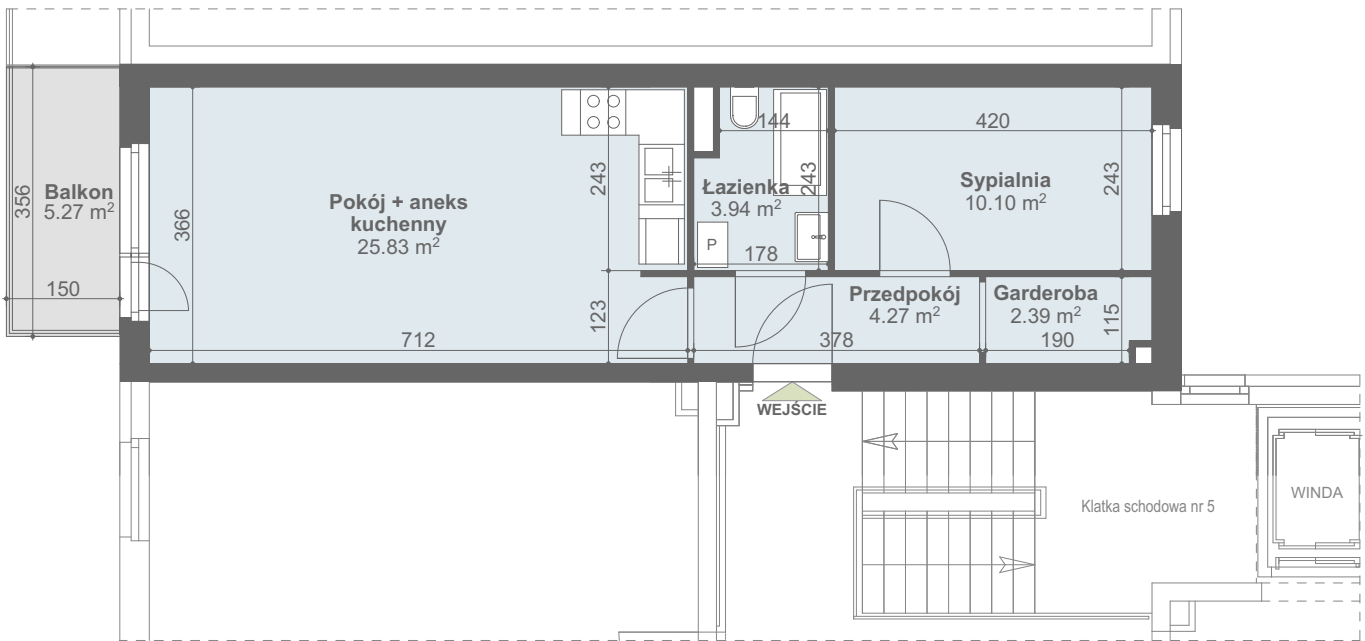 Balkon
5.27 m²
356
150
Pokój + aneks
kuchenny
25.83 m²
366
712
243
123
Łazienka
3.94 m²
144
243
178
P
Sypialnia
10.10 m²
420
243
Przedpokój
4.27 m²
378
Garderoba
2.39 m²
190
115
WEJŚCIE
Klatka schodowa nr 5
WINDA